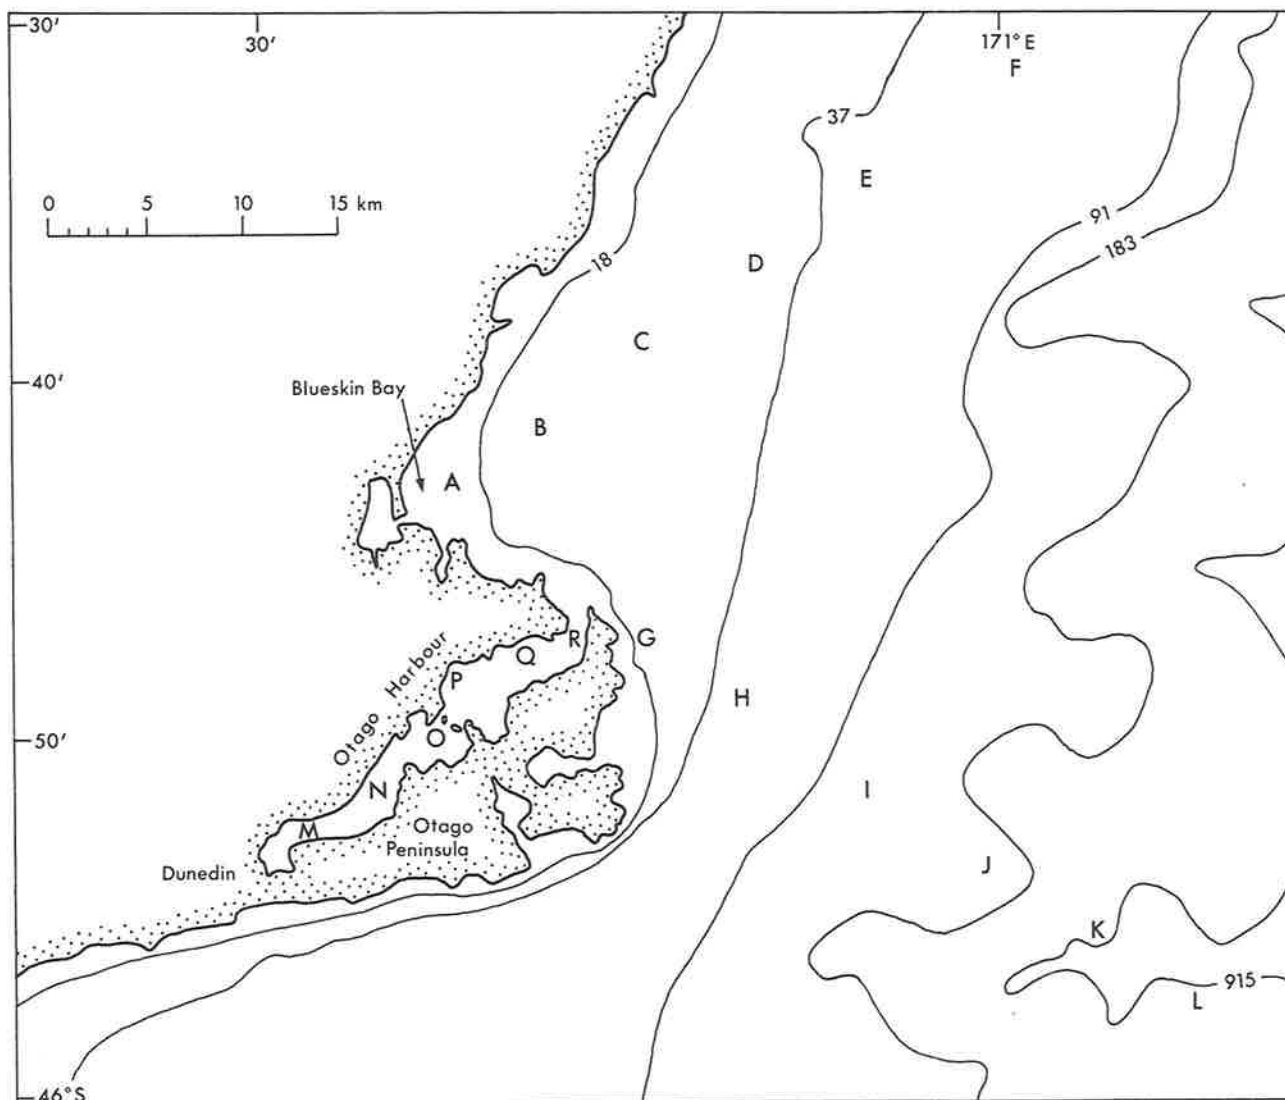 30'
30'
171° E
F
37
E
0 5 10 15 km
91
183
18
D
C
40'
Blueskin Bay
B
A
G
R
Q
Otago Harbour
P
H
50'
O
N
I
M
Otago
Peninsula
J
Dunedin
K
915
L
46°S